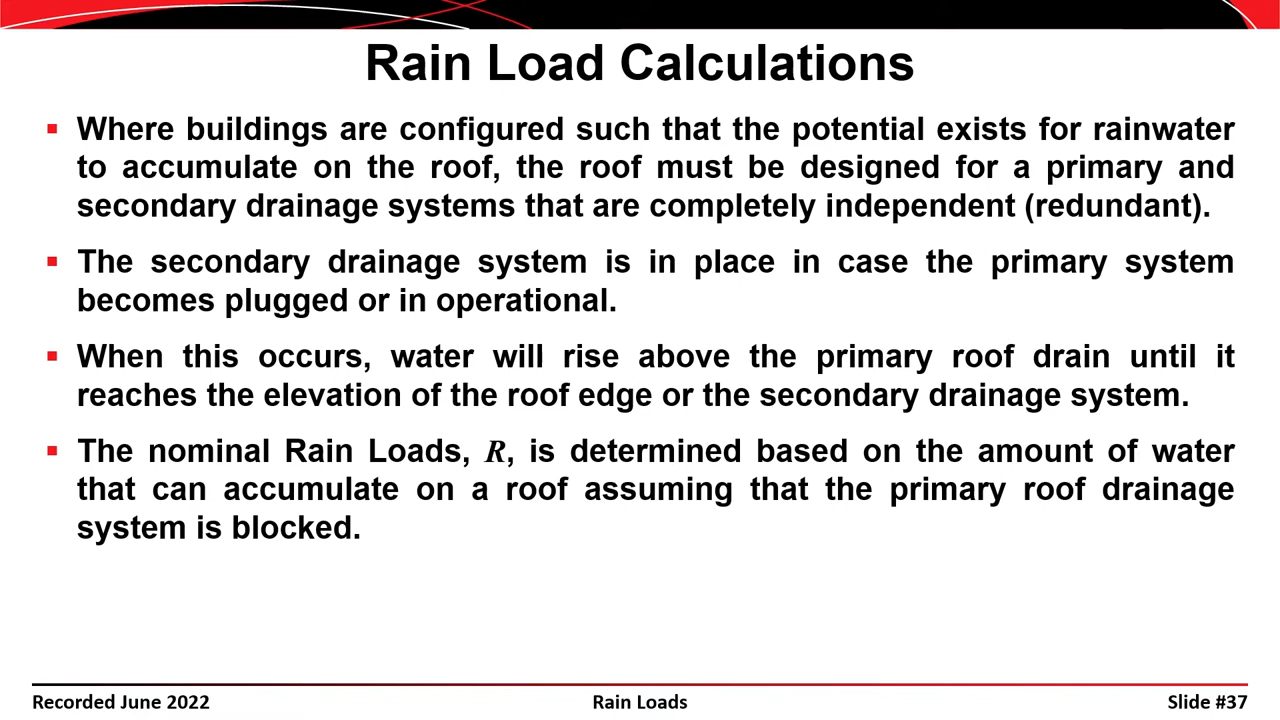 Rain Load Calculations
▪ Where buildings are configured such that the potential exists for rainwater
to accumulate on the roof, the roof must be designed for a primary and
secondary drainage systems that are completely independent (redundant).
▪ The secondary drainage system is in place in case the primary system
becomes plugged or in operational.
▪ When this occurs, water will rise above the primary roof drain until it
reaches the elevation of the roof edge or the secondary drainage system.
▪ The nominal Rain Loads, R, is determined based on the amount of water
that can accumulate on a roof assuming that the primary roof drainage
system is blocked.
Recorded June 2022
Rain Loads
Slide #37